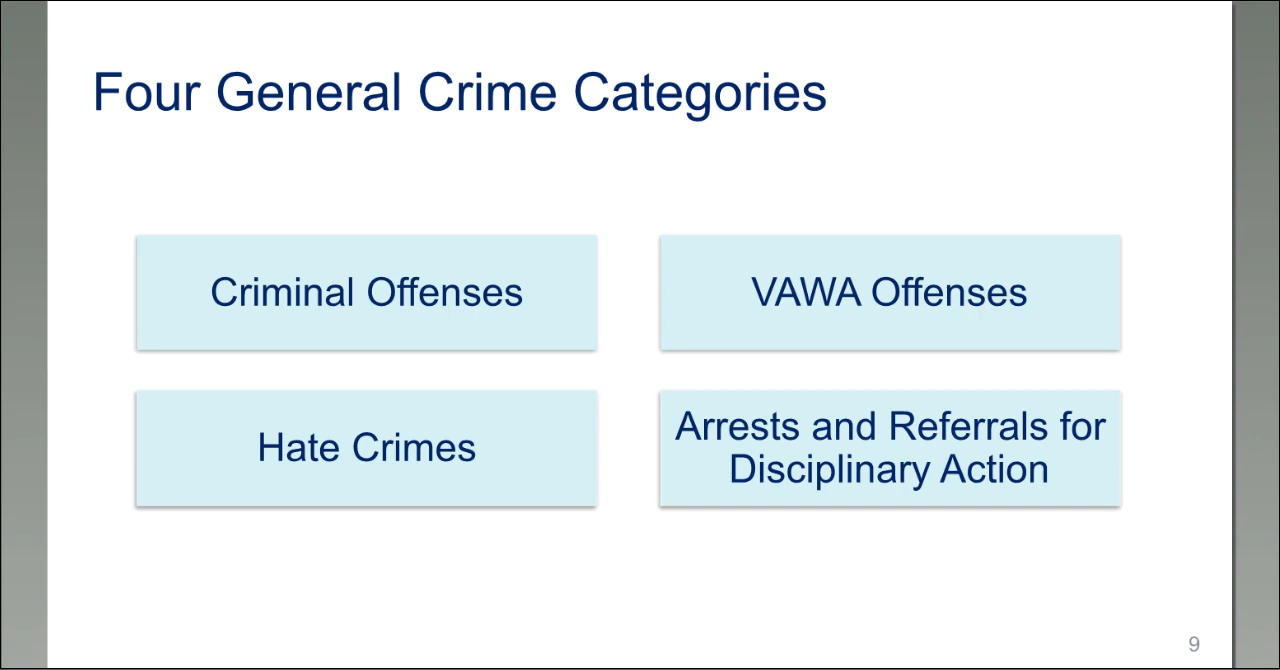 Four General Crime Categories
Criminal Offenses
VAWA Offenses
Hate Crimes
Arrests and Referrals for
Disciplinary Action
9